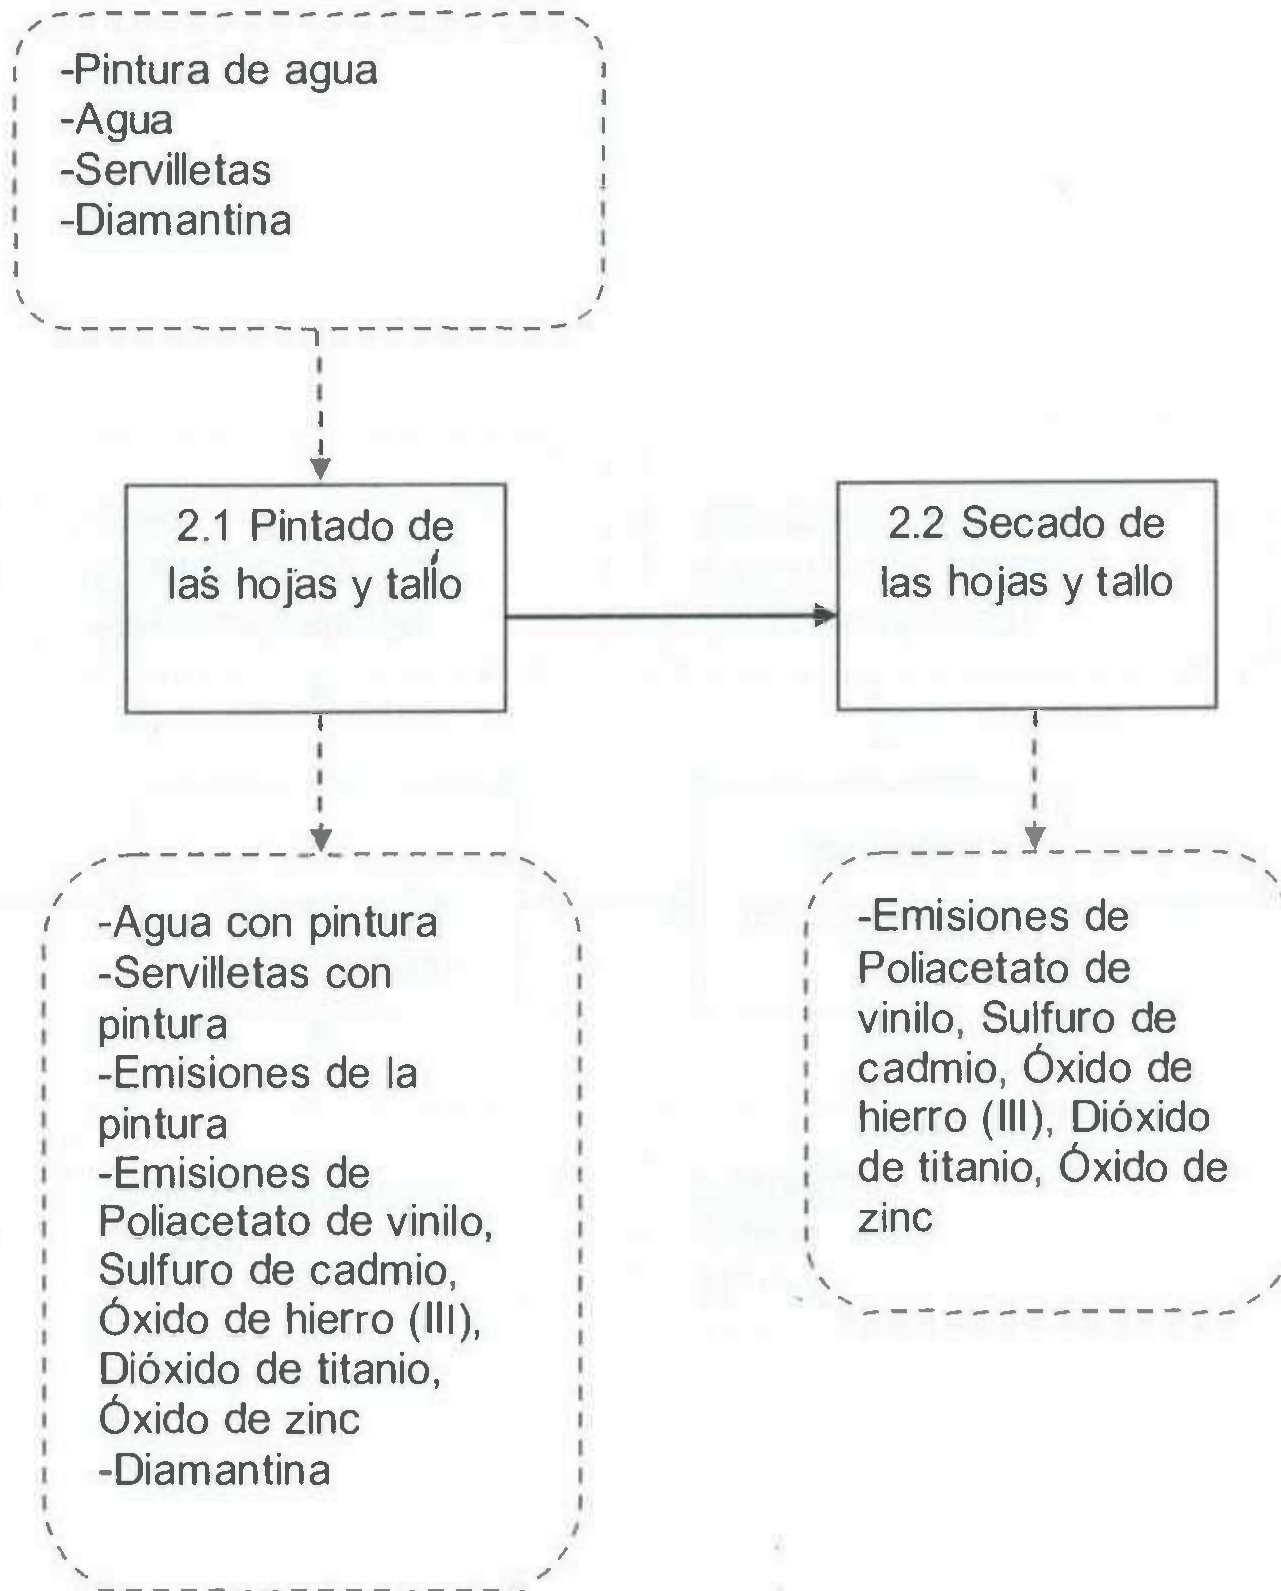 -Pintura de agua
-Agua
-Servilletas
-Diamantina
2.1 Pintado de
las hojas y tallo
2.2 Secado de
las hojas y tallo
-Agua con pintura
-Servilletas con
pintura
-Emisiones de la
pintura
-Emisiones de
Poliacetato de vinilo,
Sulfuro de cadmio,
Óxido de hierro (III),
Dióxido de titanio,
Óxido de zinc
-Diamantina
-Emisiones de
Poliacetato de
vinilo, Sulfuro de
cadmio, Óxido de
hierro (III), Dióxido
de titanio, Óxido de
zinc